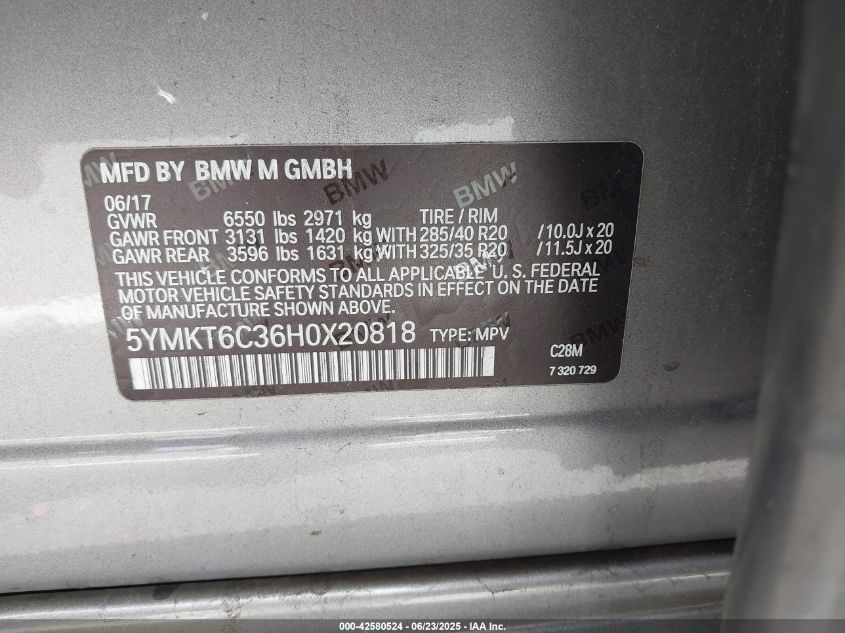 MFD BY BMW M GMBH
06/17
GVWR 6550 lbs 2971 kg TIRE / RIM
GAWR FRONT 3131 lbs 1420 kg WITH 285/40 R20 /10.0J x 20
GAWR REAR 3596 lbs 1631 kg WITH 325/35 R20 /11.5J x 20
THIS VEHICLE CONFORMS TO ALL APPLICABLE U. S. FEDERAL
MOTOR VEHICLE SAFETY STANDARDS IN EFFECT ON THE DATE
OF MANUFACTURE SHOWN ABOVE.
5YMKT6C36H0X20818 TYPE: MPV
C28M
7 320 729
000-42580524 - 06/23/2025 - IAA Inc.